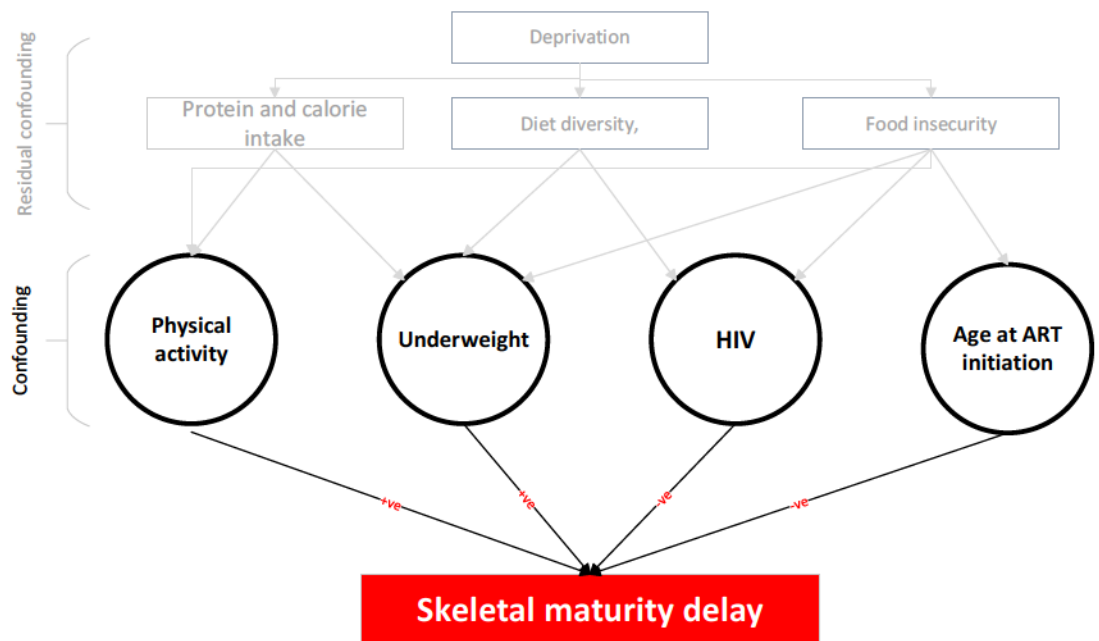 Residual confounding
Deprivation
Protein and calorie
intake
Diet diversity,
Food insecurity
Confounding
Physical
activity
Underweight
HIV
Age at ART
initiation
+ve
+ve
-ve
-ve
Skeletal maturity delay